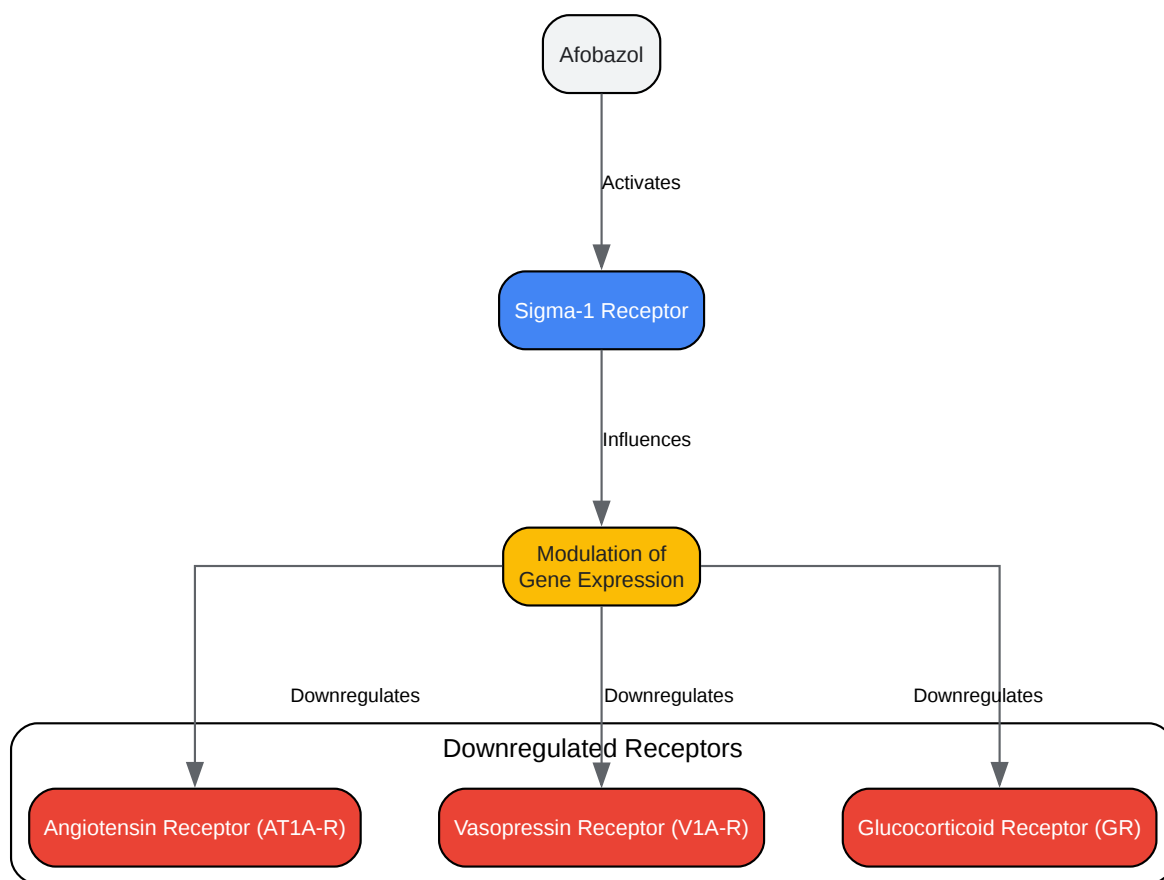 Afobazol
Activates
Sigma-1 Receptor
Influences
Modulation of
Gene Expression
Downregulates
Downregulates
Downregulates
Downregulated Receptors
Angiotensin Receptor (AT1A-R)
Vasopressin Receptor (V1A-R)
Glucocorticoid Receptor (GR)